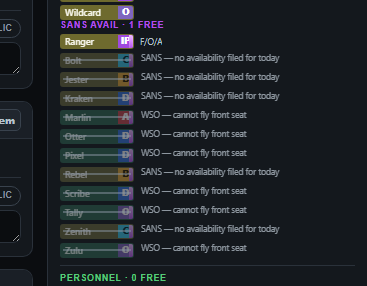 Wildcard O
SANS AVAIL · 1 FREE
LIC
Ranger IP F/O/A
Bolt C SANS — no availability filed for today
Jester SANS — no availability filed for today
Kraken D SANS — no availability filed for today
Marlin A WSO — cannot fly front seat
em
Otter D WSO — cannot fly front seat
Pixel D WSO — cannot fly front seat
Rebel SANS — no availability filed for today
LIC
Scribe D WSO — cannot fly front seat
Tally WSO — cannot fly front seat
Zenith C SANS — no availability filed for today
Zulu WSO — cannot fly front seat
PERSONNEL · 0 FREE